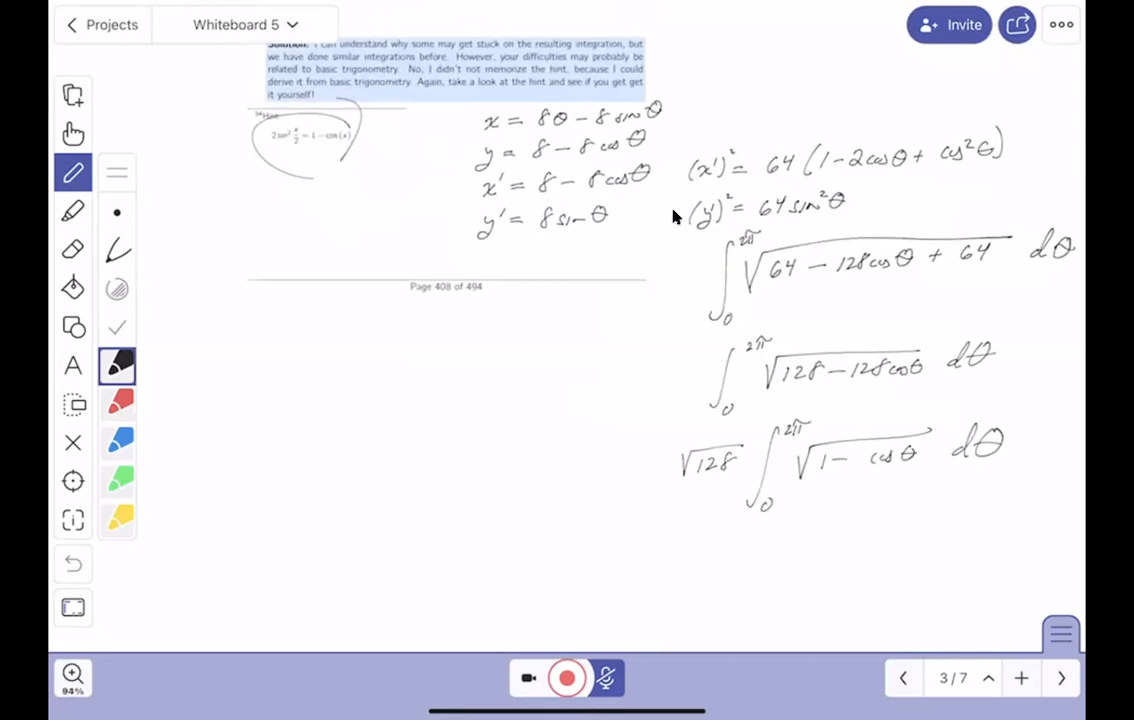 Projects
Whiteboard 5
Invite
Solution: I can understand why some may get stuck on the resulting integration, but
we have done similar integrations before. However, your difficulties may probably be
related to basic trigonometry. No, I didn't not memorize the hint, because I could
derive it from basic trigonometry. Again, take a look at the hint and see if you get get
it yourself!
Hint
2 sin² x/2 = 1 − cos(x)
x = 8θ − 8 sin θ
y = 8 − 8 cos θ
x' = 8 − 8 cos θ
y' = 8 sin θ
Page 408 of 494
(x')² = 64 (1 − 2cos θ + cos² θ)
(y')² = 64 sin² θ
∫₀^2π √(64 − 128 cos θ + 64) dθ
∫₀^2π √(128 − 128 cos θ) dθ
√128 ∫₀^2π √(1 − cos θ) dθ
A
94%
3/7